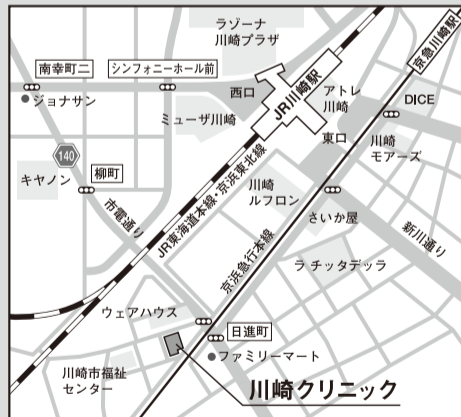 ラゾーナ
川崎プラザ
京急川崎駅
南幸町二
シンフォニーホール前
JR川崎駅
西口
アトレ
川崎
ジョナサン
ミューザ川崎
DICE
東口
川崎
モアーズ
140
柳町
キヤノン
川崎
ルフロン
市電通り
JR東海道本線・京浜東北線
さいか屋
新川通り
京浜急行本線
ラ チッタデッラ
ウェアハウス
日進町
川崎市福祉
センター
ファミリーマート
川崎クリニック